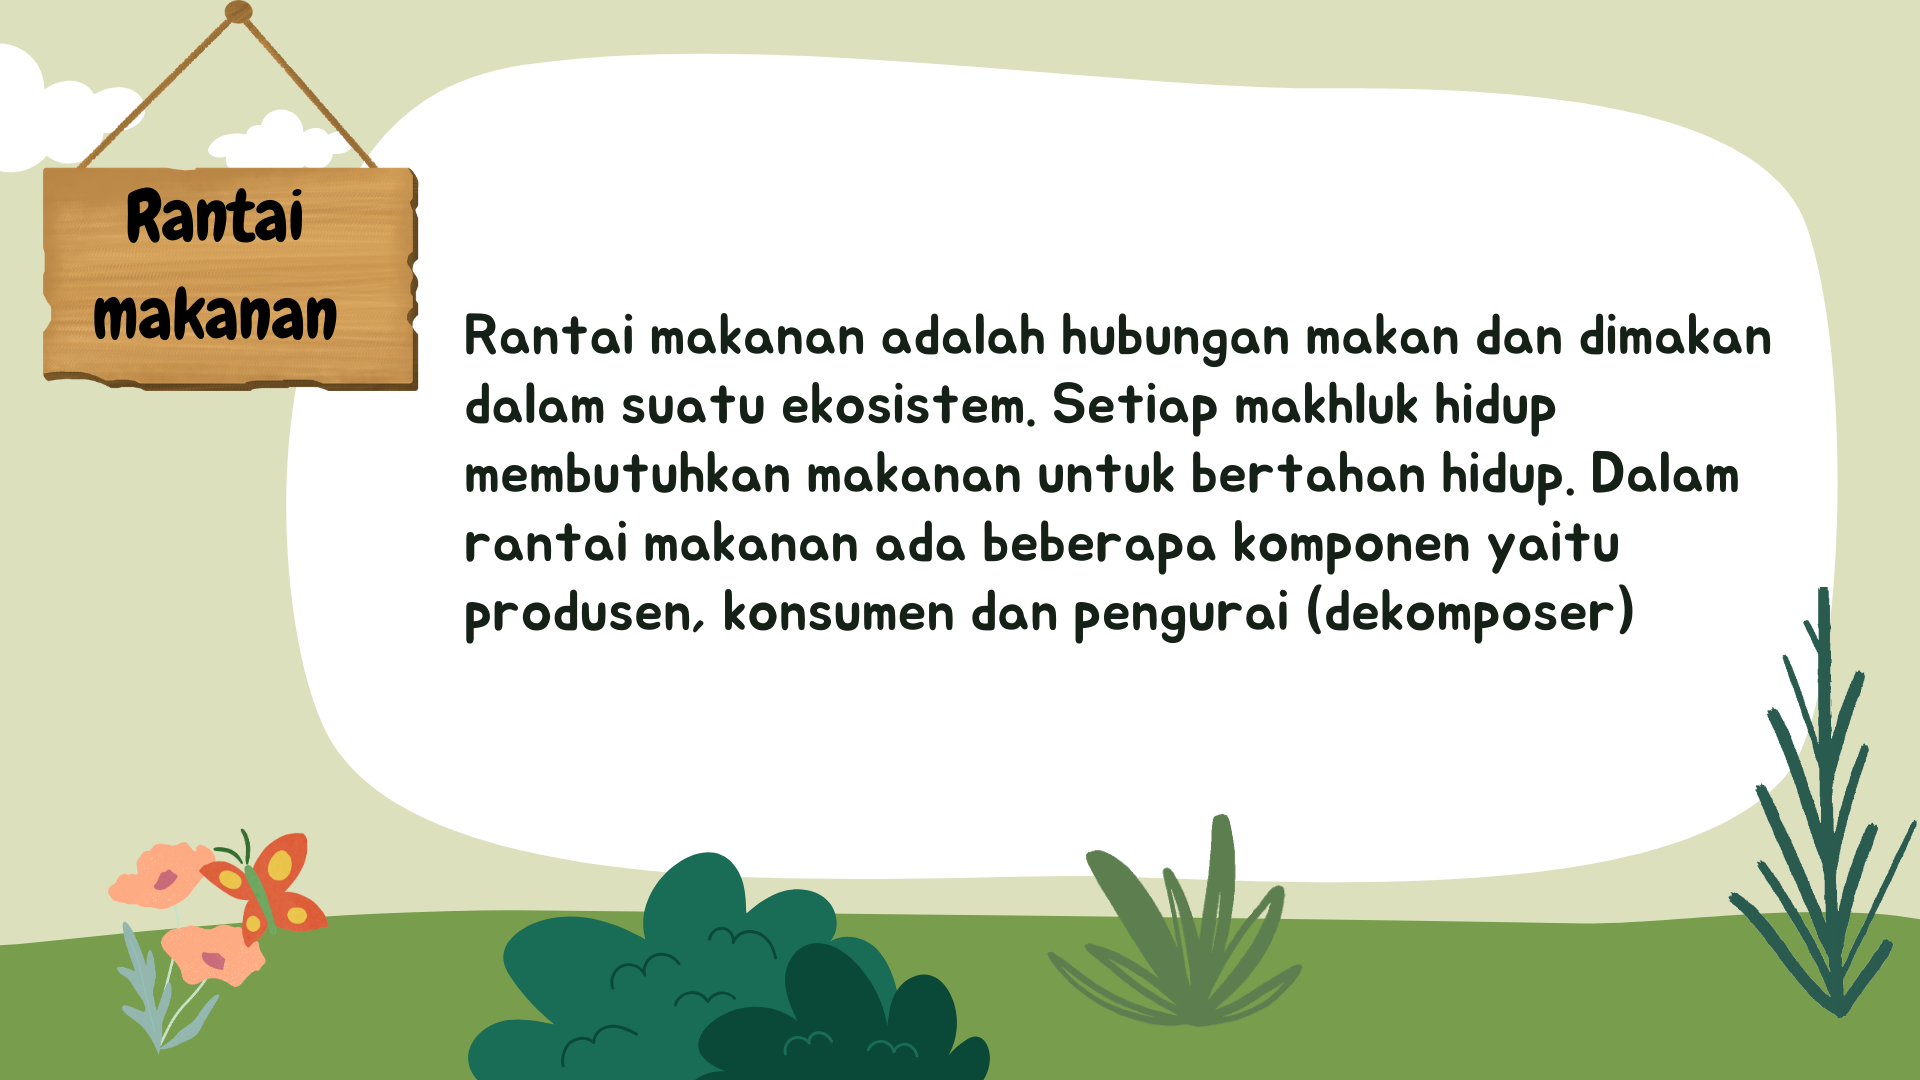 Rantai
makanan
Rantai makanan adalah hubungan makan dan dimakan
dalam suatu ekosistem. Setiap makhluk hidup
membutuhkan makanan untuk bertahan hidup. Dalam
rantai makanan ada beberapa komponen yaitu
produsen, konsumen dan pengurai (dekomposer)